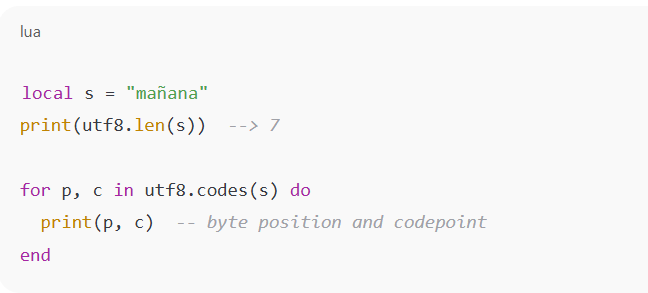 lua
local s = "mañana"
print(utf8.len(s))  --> 7
for p, c in utf8.codes(s) do
  print(p, c)  -- byte position and codepoint
end